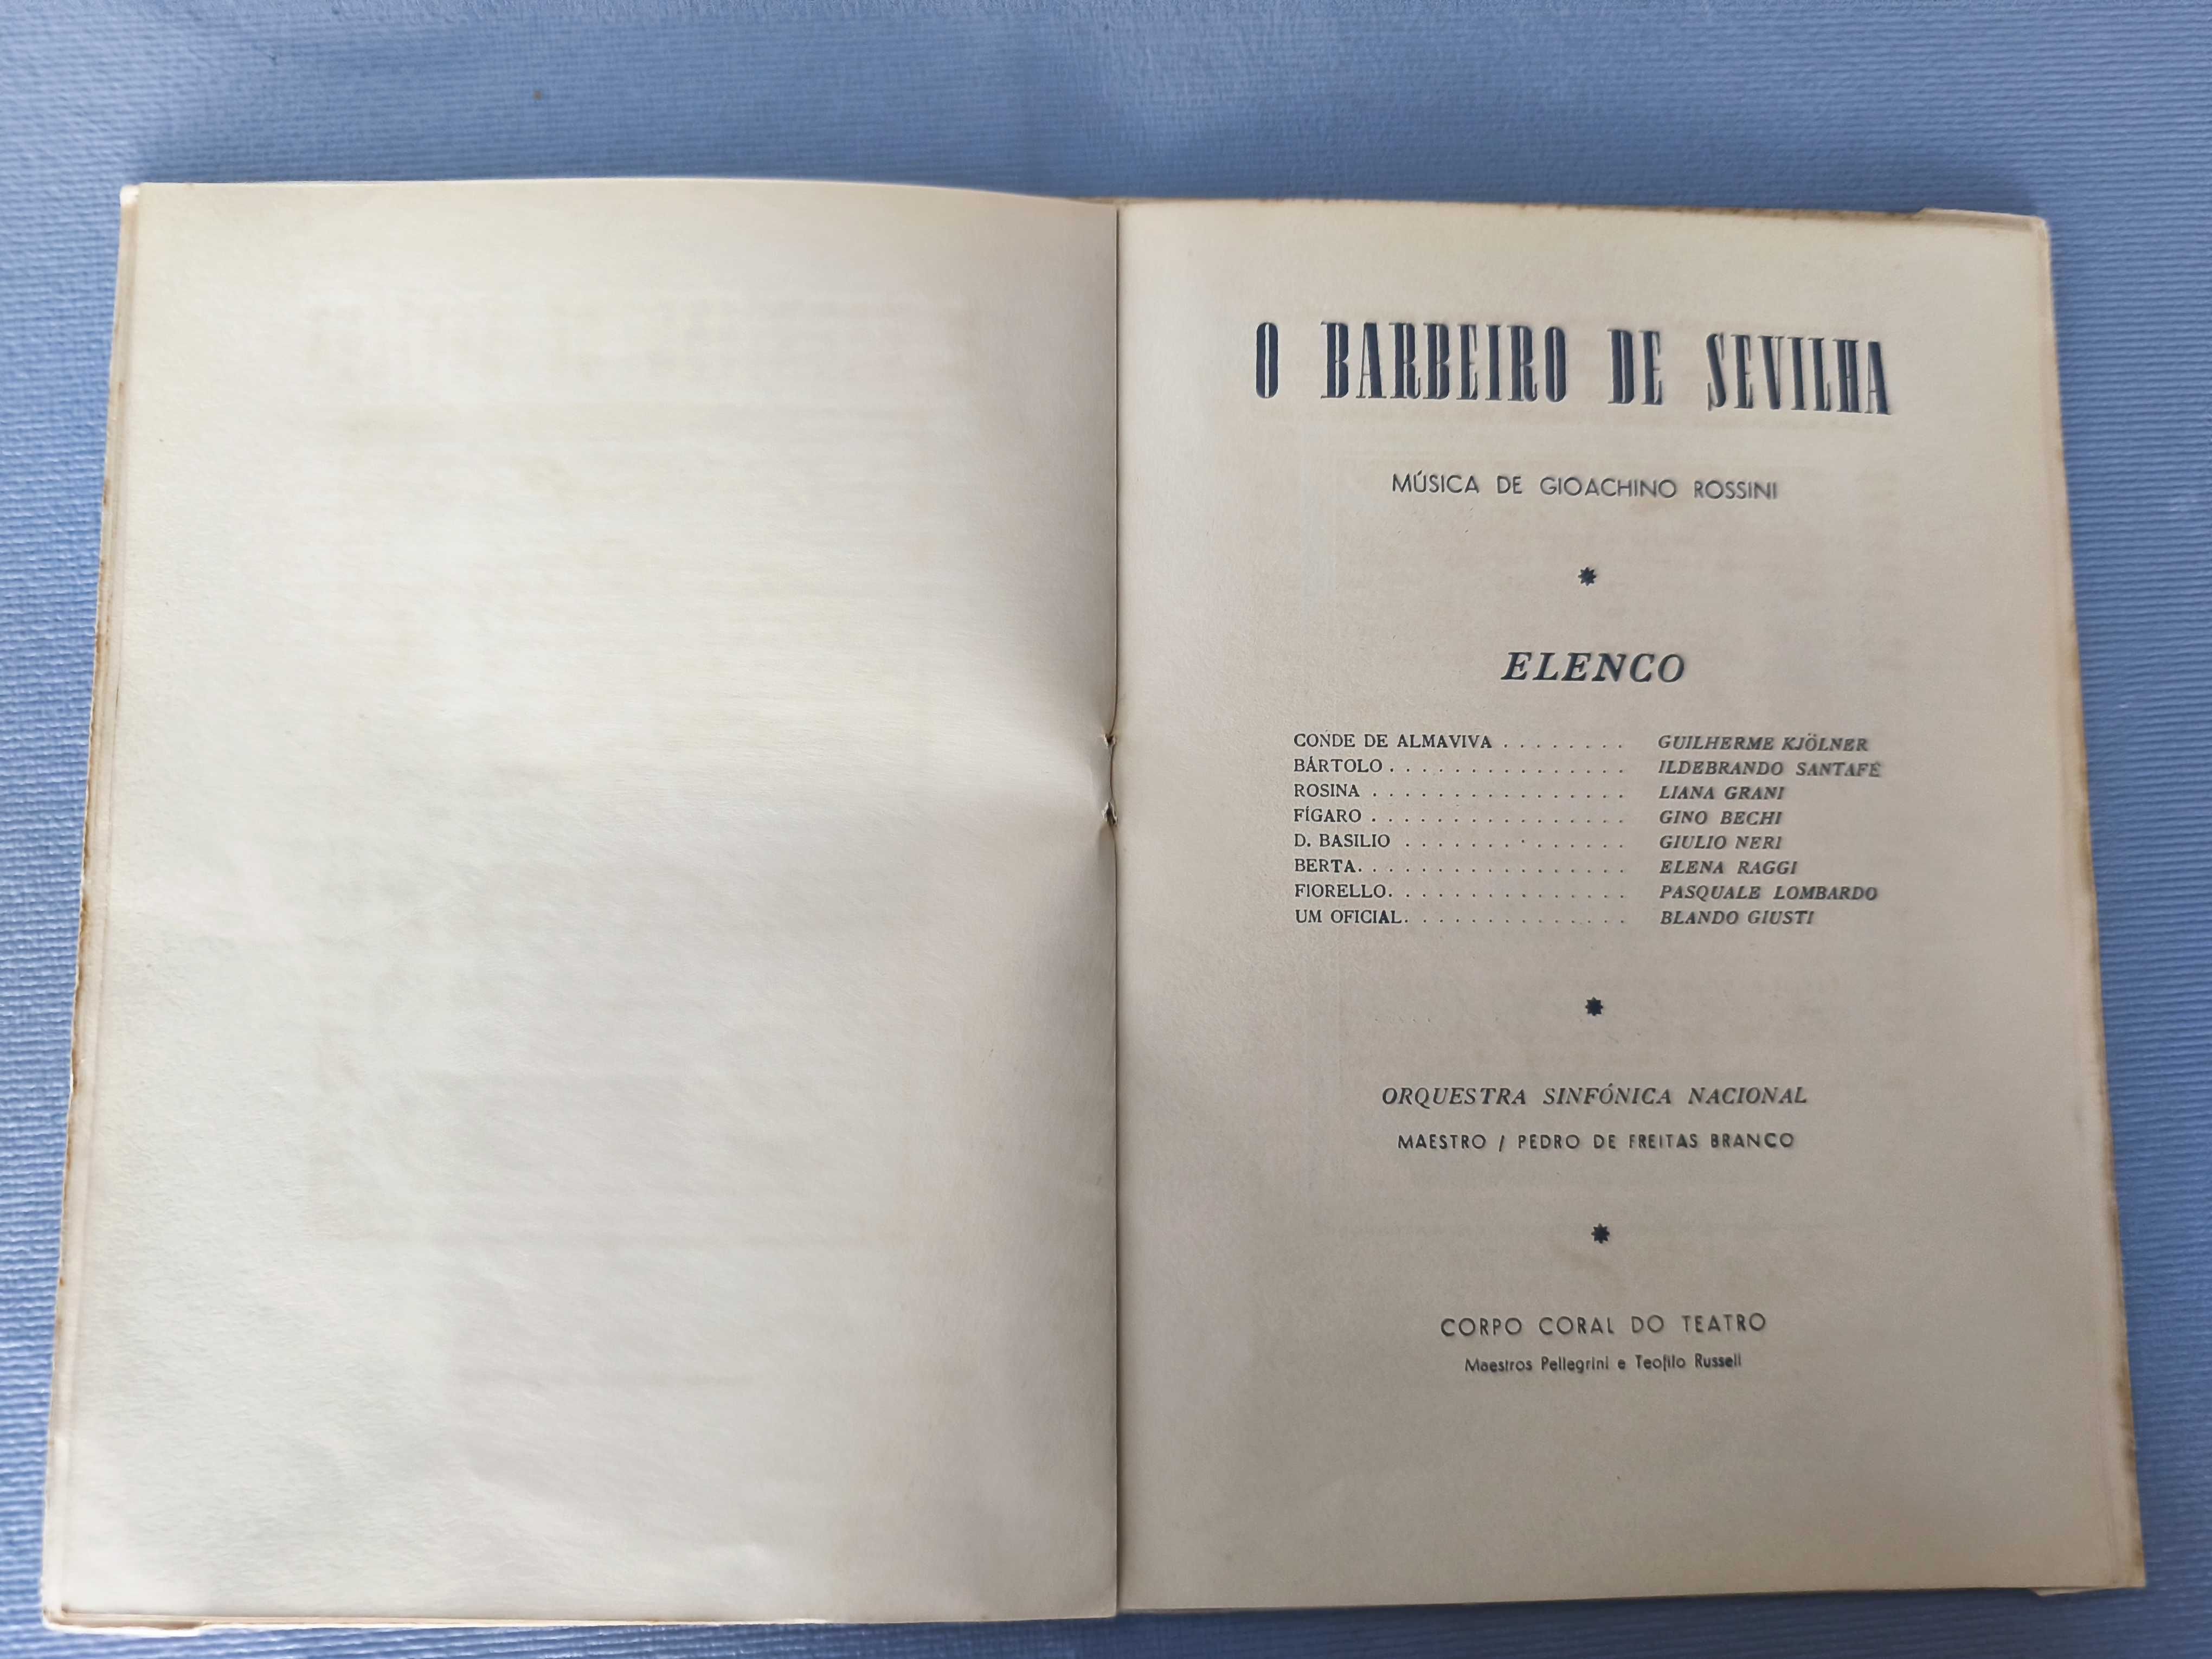 O BARBEIRO DE SEVILHA
MÚSICA DE GIOACHINO ROSSINI
ELENCO
CONDE DE ALMAVIVA . . . . . . . . GUILHERME KJÖLNER
BÁRTOLO . . . . . . . . . . . . . . . ILDEBRANDO SANTAFÉ
ROSINA . . . . . . . . . . . . . . . . LIANA GRANI
FÍGARO . . . . . . . . . . . . . . . . GINO BECHI
D. BASILIO . . . . . . . . . . . . . . GIULIO NERI
BERTA . . . . . . . . . . . . . . . . . ELENA RAGGI
FIORELLO . . . . . . . . . . . . . . . PASQUALE LOMBARDO
UM OFICIAL . . . . . . . . . . . . . . BLANDO GIUSTI
ORQUESTRA SINFÓNICA NACIONAL
MAESTRO / PEDRO DE FREITAS BRANCO
CORPO CORAL DO TEATRO
Maestros Pellegrini e Teofilo Russell